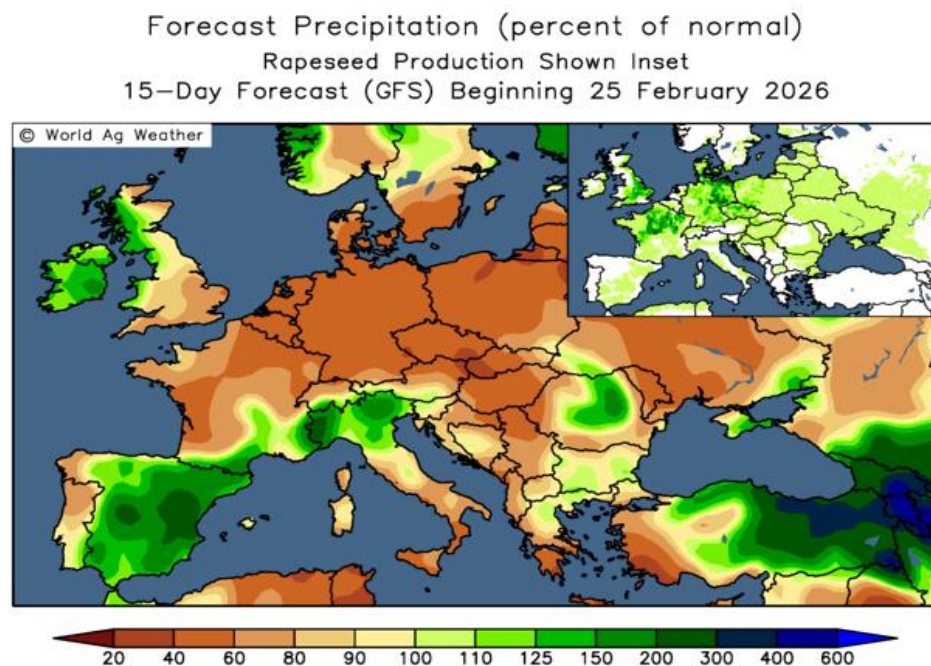 Forecast Precipitation (percent of normal)
Rapeseed Production Shown Inset
15-Day Forecast (GFS) Beginning 25 February 2026
© World Ag Weather
20 40 60 80 90 100 110 125 150 200 300 400 600